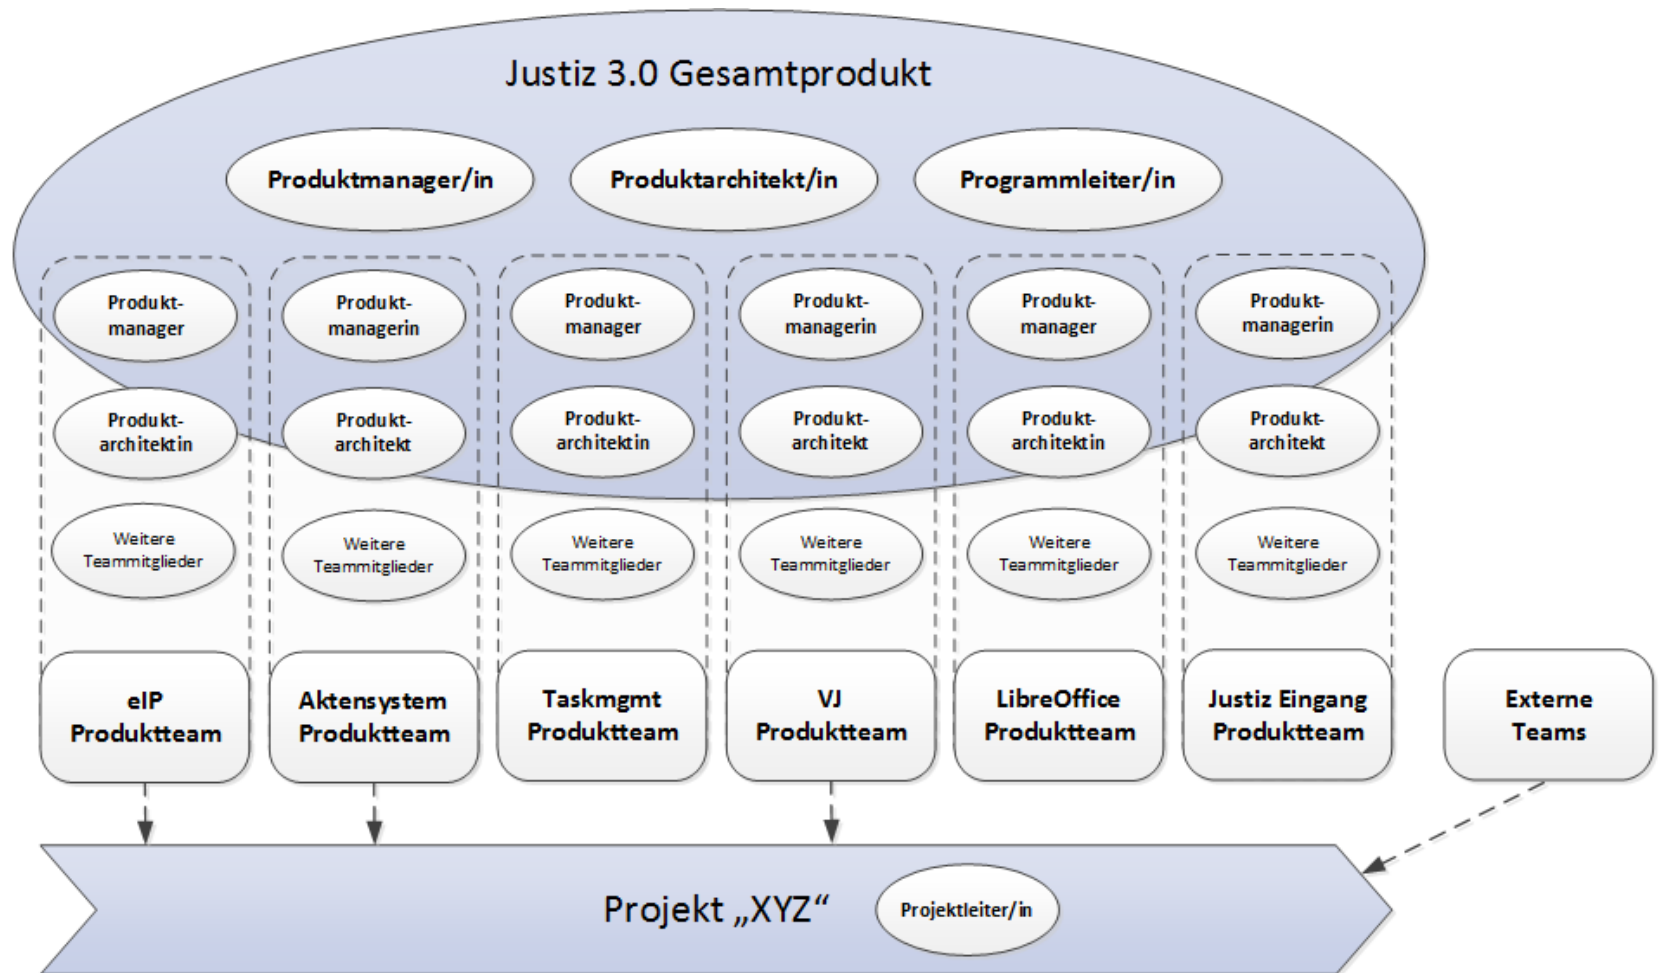 Justiz 3.0 Gesamtprodukt
Produktmanager/in
Produktarchitekt/in
Programmleiter/in
Produkt-
manager
Produkt-
managerin
Produkt-
manager
Produkt-
managerin
Produkt-
manager
Produkt-
managerin
Produkt-
architektin
Produkt-
architekt
Produkt-
architektin
Produkt-
architekt
Produkt-
architektin
Produkt-
architekt
Weitere
Teammitglieder
Weitere
Teammitglieder
Weitere
Teammitglieder
Weitere
Teammitglieder
Weitere
Teammitglieder
Weitere
Teammitglieder
eIP
Produktteam
Aktensystem
Produktteam
Taskmgmt
Produktteam
VJ
Produktteam
LibreOffice
Produktteam
Justiz Eingang
Produktteam
Externe
Teams
Projekt „XYZ“
Projektleiter/in